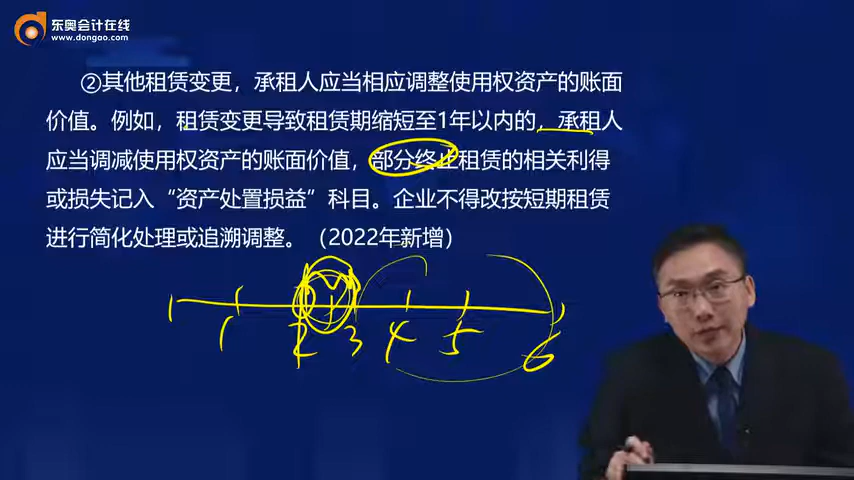 东奥会计在线
www.dongao.com
②其他租赁变更，承租人应当相应调整使用权资产的账面
价值。例如，租赁变更导致租赁期缩短至1年以内的，承租人
应当调减使用权资产的账面价值，部分终止租赁的相关利得
或损失记入“资产处置损益”科目。企业不得改按短期租赁
进行简化处理或追溯调整。（2022年新增）
1 2 3 4 5 6